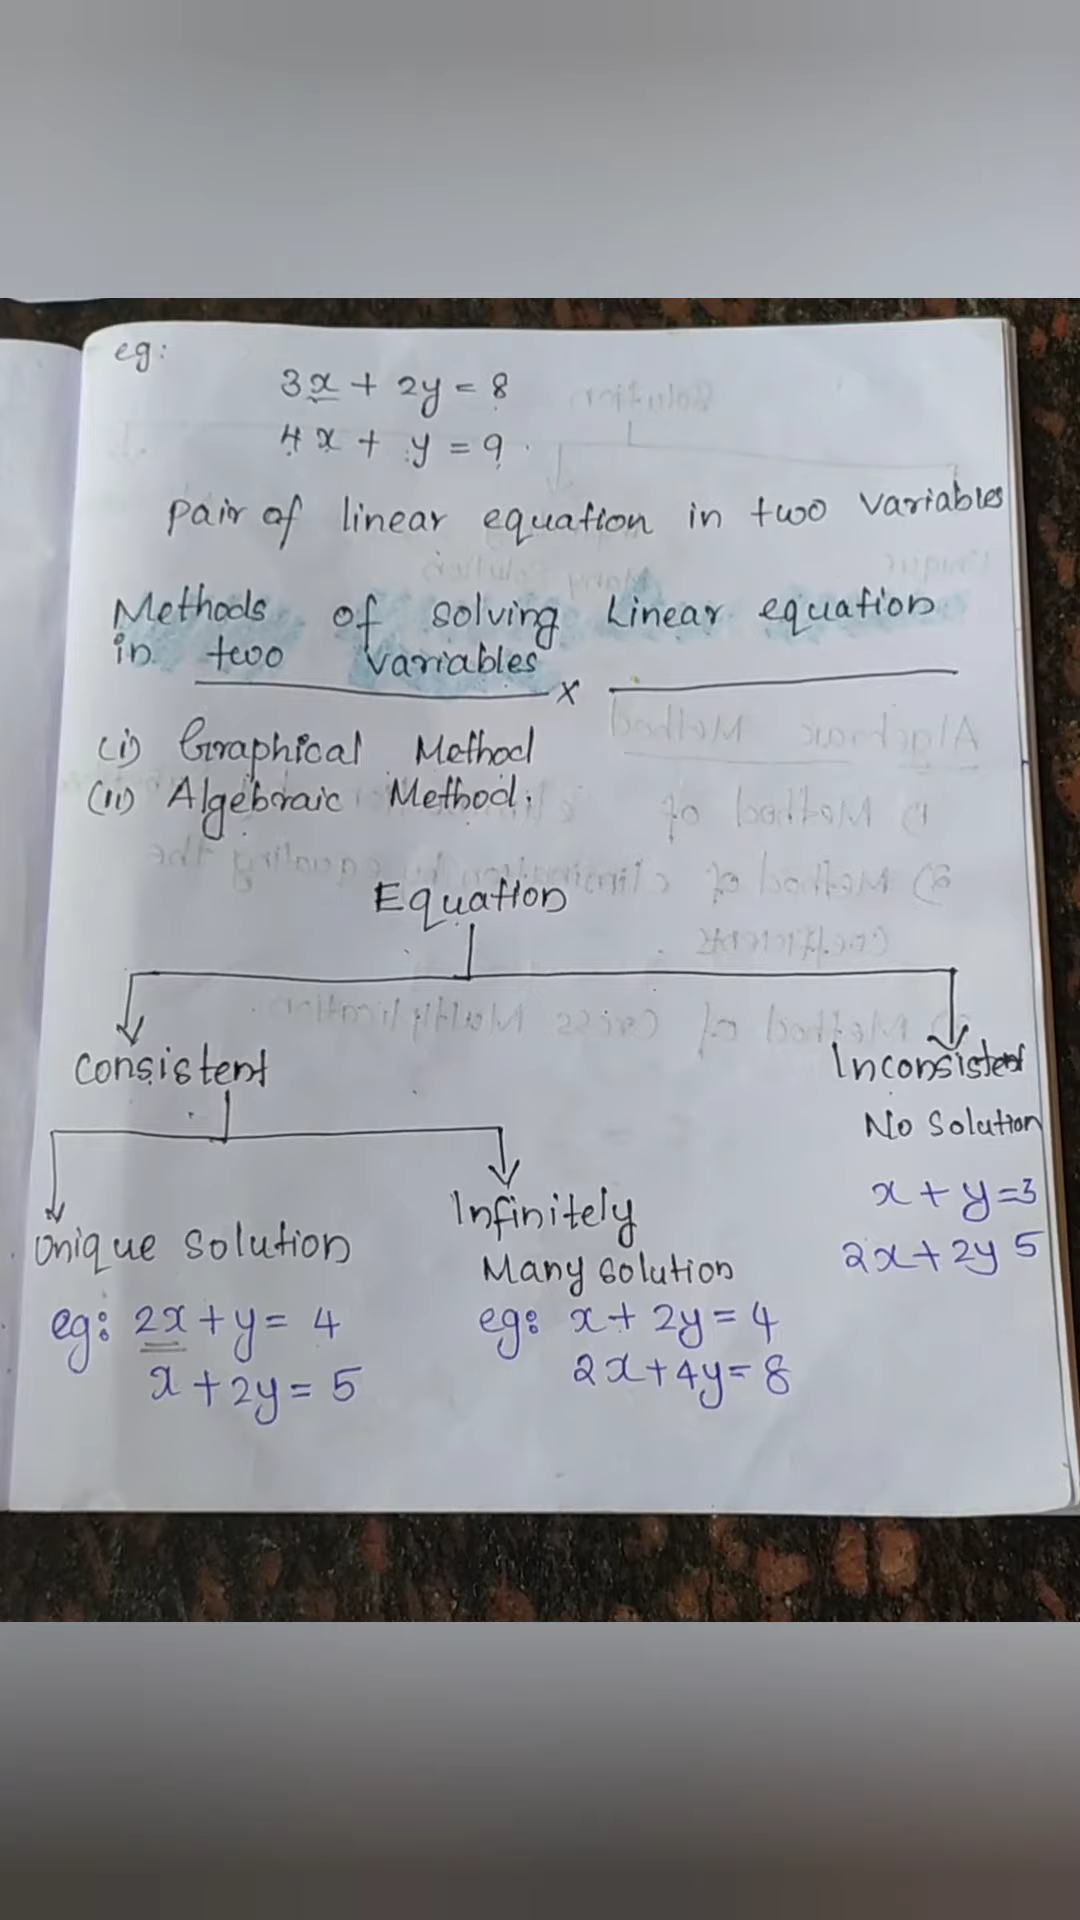 eg:
3x + 2y = 8
4x + y = 9.
pair of linear equation in two variables
Methods of solving Linear equation
in two variables
x
(i) Graphical Method
(ii) Algebraic Method.
Equation
Consistent
Inconsistent
No Solution
x + y = 3
2x + 2y 5
Unique solution
eg: 2x + y = 4
x + 2y = 5
Infinitely
Many solution
eg: x + 2y = 4
2x + 4y = 8